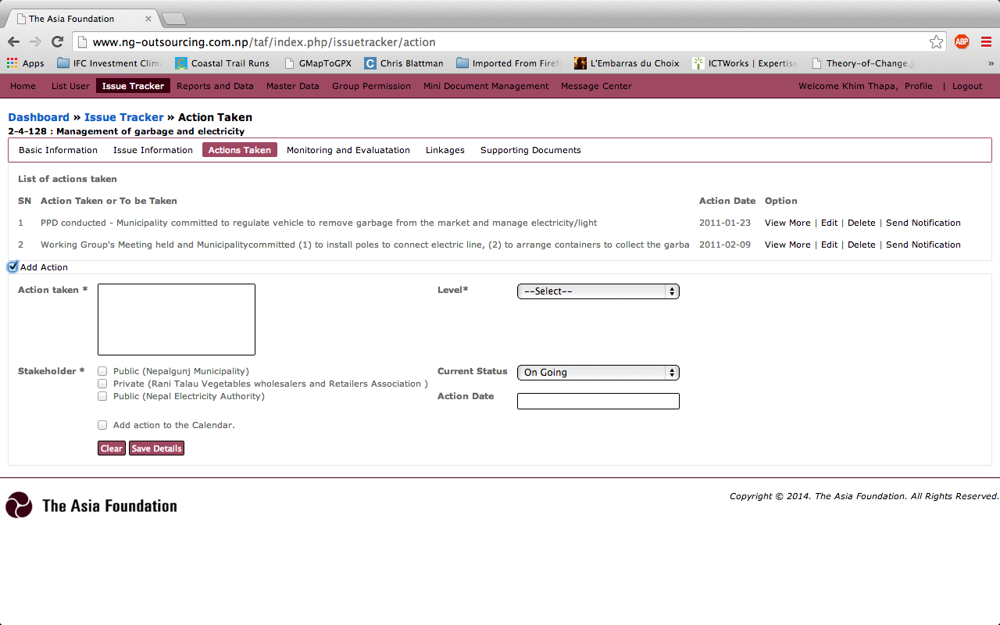 The Asia Foundation
www.ng-outsourcing.com.np/taf/index.php/issuetracker/action
ABP
Apps IFC Investment Clim Coastal Trail Runs GMapToGPX C Chris Blattman Imported From Firef L'Embarras du Choix ICTWorks | Expertise Theory-of-Change.j »
Home List User Issue Tracker Reports and Data Master Data Group Permission Mini Document Management Message Center Welcome Khim Thapa, Profile | Logout
Dashboard » Issue Tracker » Action Taken
2-4-128 : Management of garbage and electricity
Basic Information Issue Information Actions Taken Monitoring and Evaluatation Linkages Supporting Documents
List of actions taken
SN Action Taken or To be Taken Action Date Option
1 PPD conducted - Municipality committed to regulate vehicle to remove garbage from the market and manage electricity/light 2011-01-23 View More | Edit | Delete | Send Notification
2 Working Group's Meeting held and Municipalitycommitted (1) to install poles to connect electric line, (2) to arrange containers to collect the garba 2011-02-09 View More | Edit | Delete | Send Notification
Add Action
Action taken * Level* --Select--
Stakeholder * Public (Nepalgunj Municipality) Current Status On Going
Private (Rani Talau Vegetables wholesalers and Retailers Association )
Public (Nepal Electricity Authority) Action Date
Add action to the Calendar.
Clear Save Details
The Asia Foundation Copyright © 2014. The Asia Foundation. All Rights Reserved.